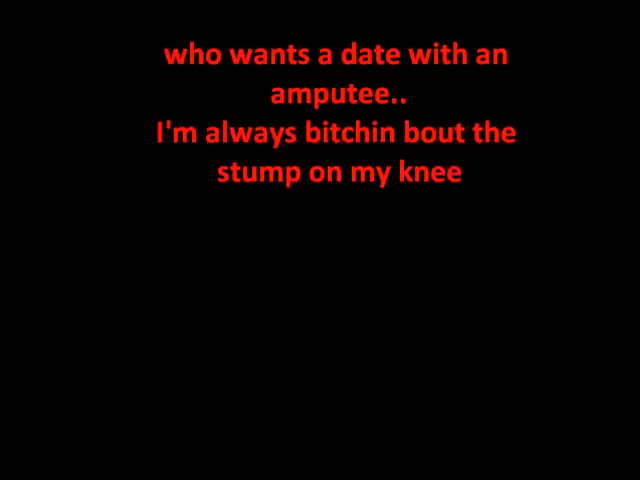 who wants a date with an
amputee..
I'm always bitchin bout the
stump on my knee